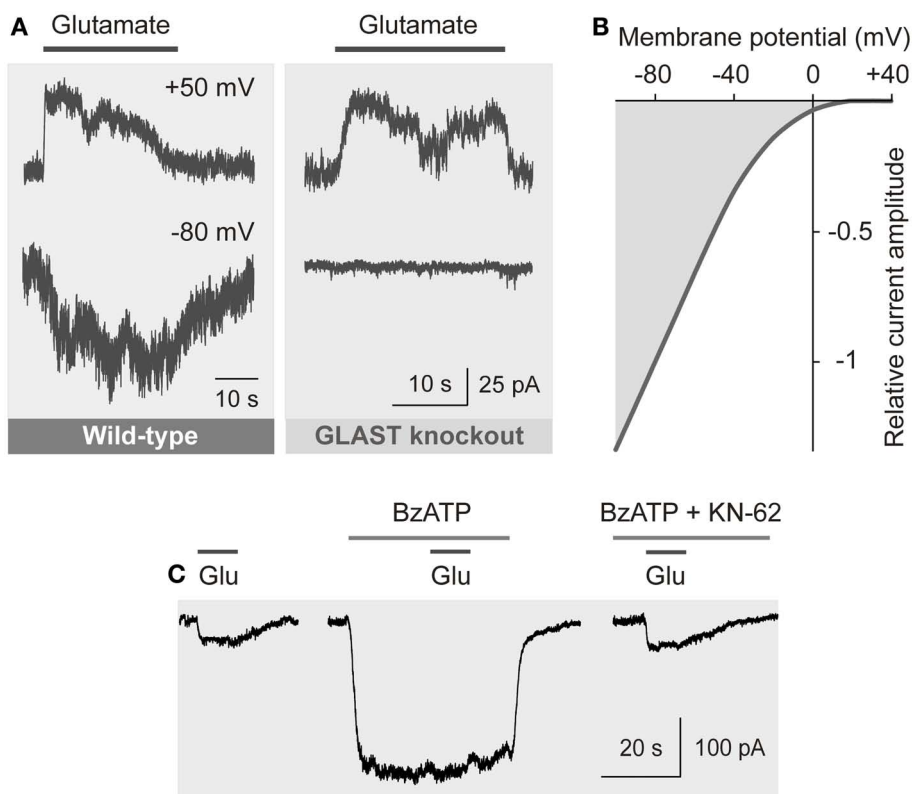 A
Glutamate
Glutamate
+50 mV
-80 mV
10 s
10 s
25 pA
Wild-type
GLAST knockout
B
Membrane potential (mV)
-80
-40
0
+40
-0.5
-1
Relative current amplitude
BzATP
BzATP + KN-62
C
Glu
Glu
Glu
20 s
100 pA